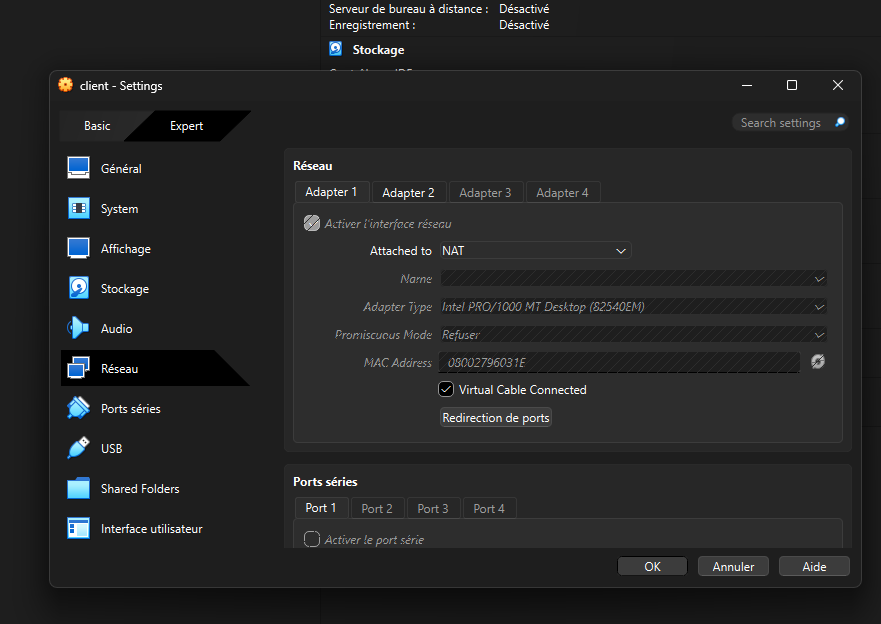 Serveur de bureau à distance : Désactivé
Enregistrement : Désactivé
Stockage
client - Settings
Basic Expert
Search settings
Général
System
Affichage
Stockage
Audio
Réseau
Ports séries
USB
Shared Folders
Interface utilisateur
Réseau
Adapter 1 Adapter 2 Adapter 3 Adapter 4
Activer l'interface réseau
Attached to NAT
Name
Adapter Type Intel PRO/1000 MT Desktop (82540EM)
Promiscuous Mode Refuser
MAC Address 08002796031E
Virtual Cable Connected
Redirection de ports
Ports séries
Port 1 Port 2 Port 3 Port 4
Activer le port série
OK Annuler Aide